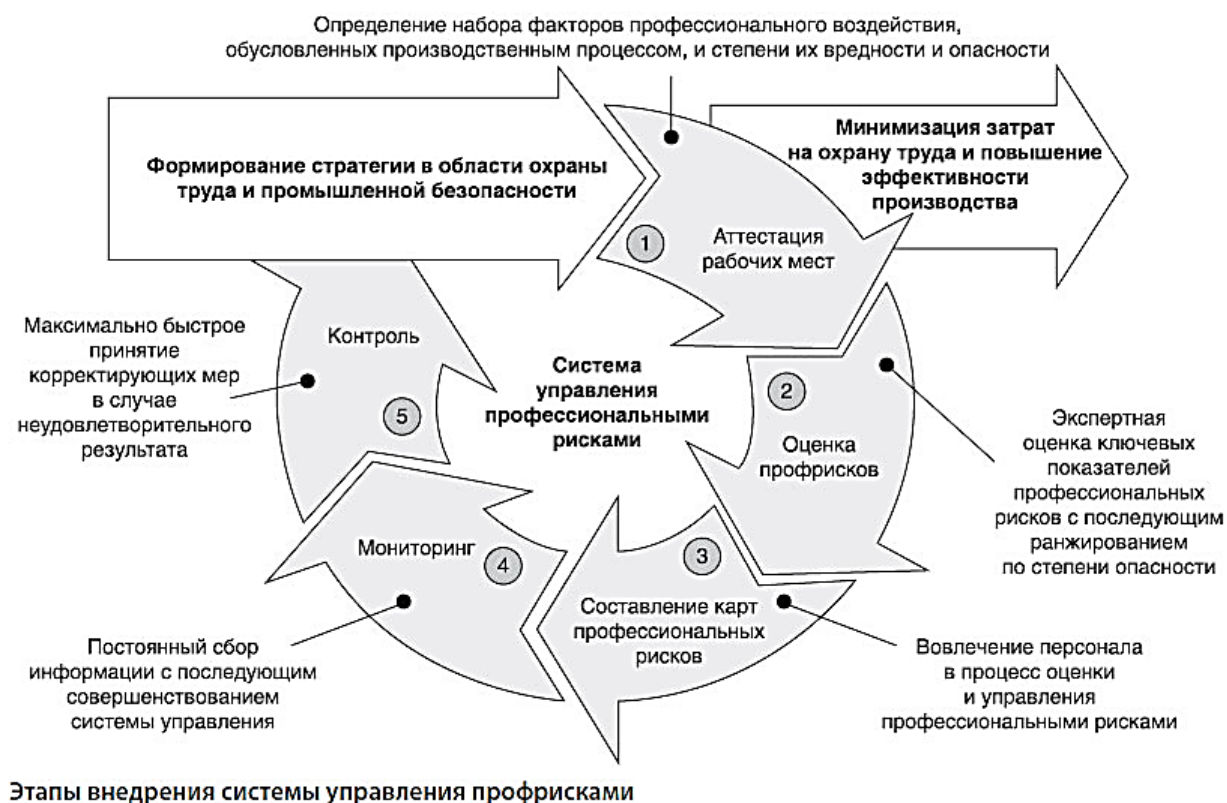 Определение набора факторов профессионального воздействия,
обусловленных производственным процессом, и степени их вредности и опасности
Формирование стратегии в области охраны
труда и промышленной безопасности
Минимизация затрат
на охрану труда и повышение
эффективности
производства
1
Аттестация
рабочих мест
2
Оценка
профрисков
Экспертная
оценка ключевых
показателей
профессиональных
рисков с последующим
ранжированием
по степени опасности
3
Составление карт
профессиональных
рисков
Вовлечение персонала
в процесс оценки
и управления
профессиональными рисками
4
Мониторинг
Постоянный сбор
информации с последующим
совершенствованием
системы управления
5
Контроль
Максимально быстрое
принятие
корректирующих мер
в случае
неудовлетворительного
результата
Система
управления
профессиональными
рисками
Этапы внедрения системы управления профрисками